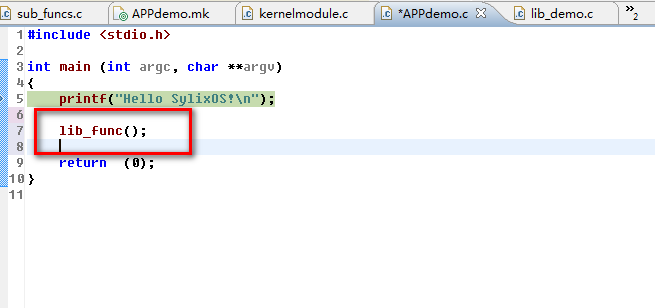 sub_funcs.c APPdemo.mk kernelmodule.c *APPdemo.c lib_demo.c »2
1 #include <stdio.h>
2
3 int main (int argc, char **argv)
4 {
5 printf("Hello SylixOS!\n");
6
7 lib_func();
8
9 return (0);
10 }
11